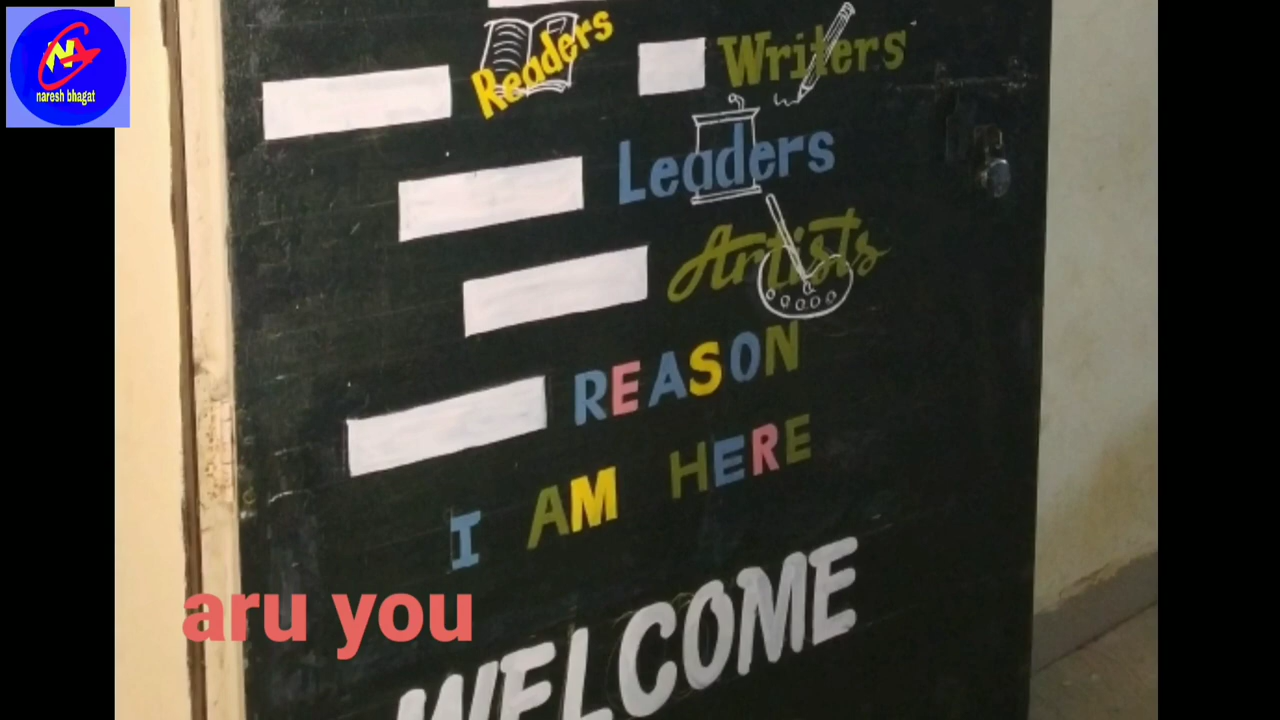 naresh bhagat
Readers
Writers
Leaders
Artists
REASON
I AM HERE
aru you
WELCOME